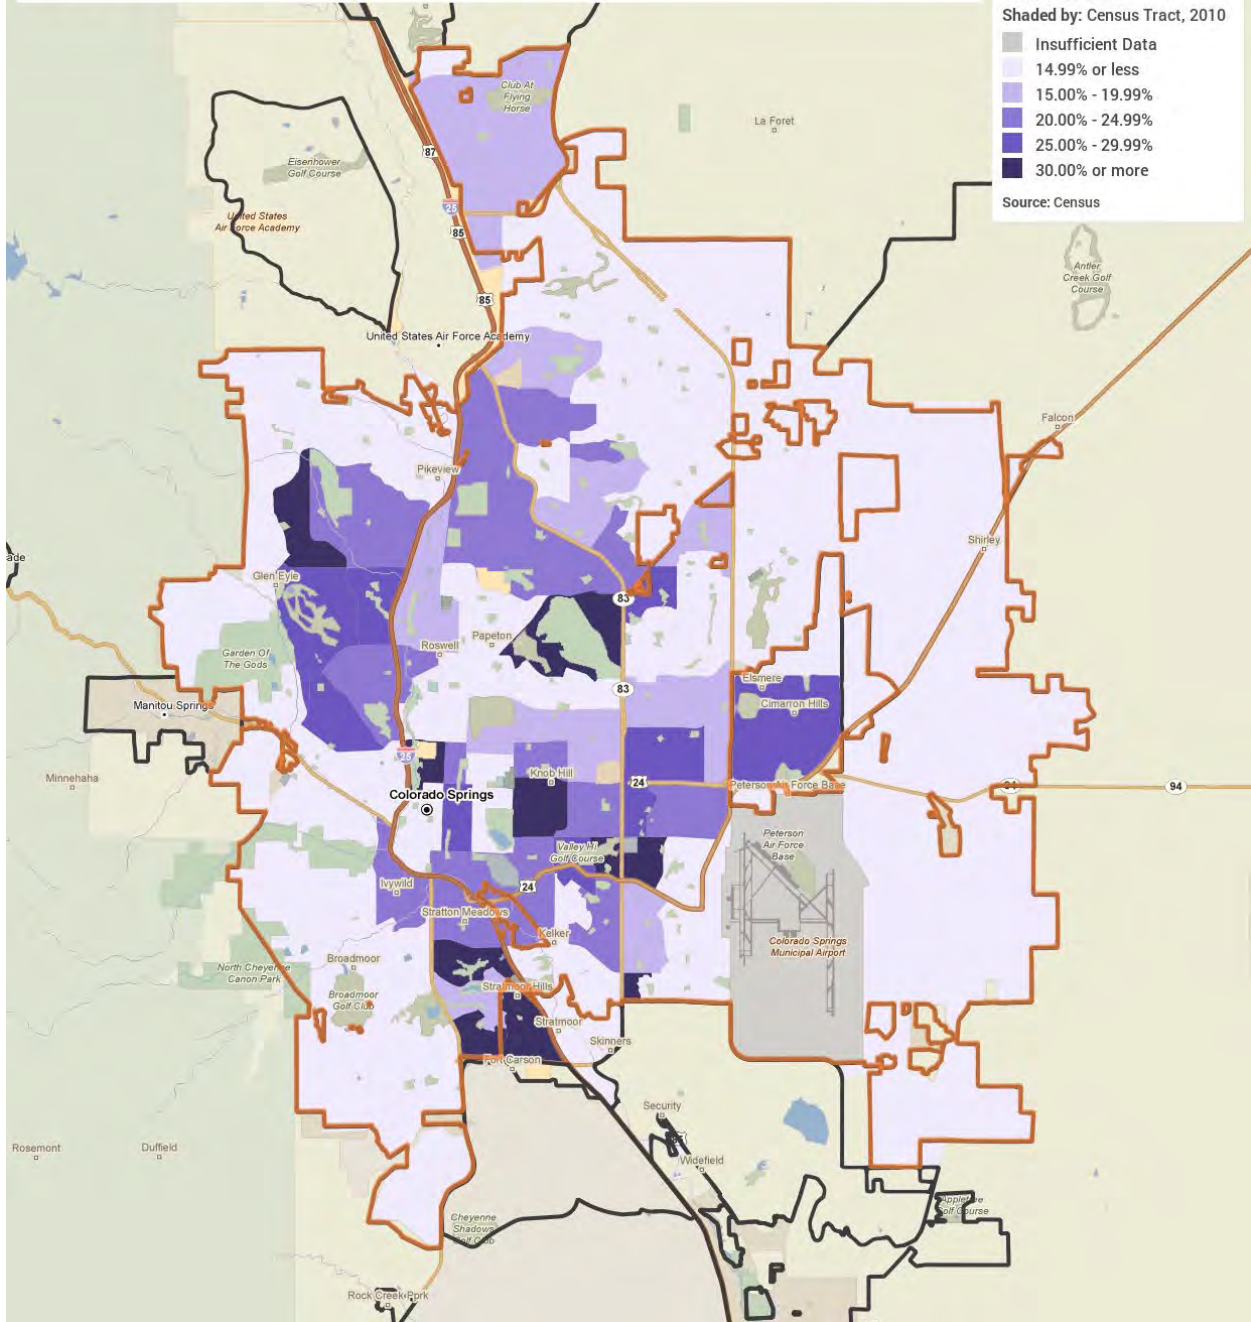 Shaded by: Census Tract, 2010
Insufficient Data
14.99% or less
15.00% - 19.99%
20.00% - 24.99%
25.00% - 29.99%
30.00% or more
Source: Census
Club At
Flying
Horse
La Foret
87
Eisenhower
Golf Course
25
United States
Air Force Academy
85
Antler
Creek Golf
Course
85
United States Air Force Academy
Falcon
Pikeview
Shirley
ade
Glen Eyle
83
Papeton
Roswell
Garden Of
The Gods
Elsmere
83
Cimarron Hills
Manitou Springs
25
Minnehaha
Knob Hill
24
Peterson Air Force Base
94
94
Colorado Springs
Peterson
Air Force
Base
Valley Hi
Golf Course
Ivywild
24
Stratton Meadows
Kelker
Colorado Springs
Municipal Airport
Broadmoor
North Cheyenne
Canon Park
Stratmoor Hills
Broadmoor
Golf Club
Stratmoor
Skinners
Fort Carson
Security
Rosemont
Duffield
Widefield
Appletree
Golf Course
Cheyenne
Shadows
Golf Club
Rock Creek Park